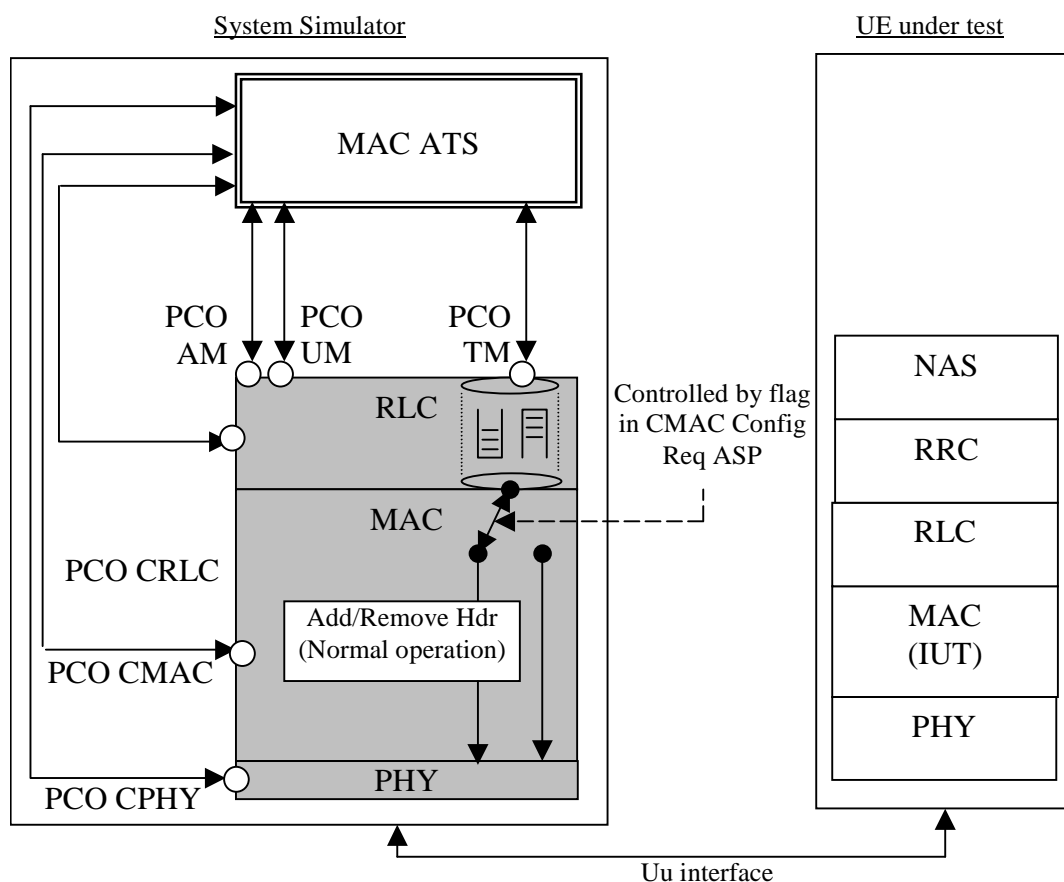 System Simulator
UE under test
MAC ATS
PCO
AM
PCO
UM
PCO
TM
RLC
Controlled by flag
in CMAC Config
Req ASP
MAC
PCO CRLC
Add/Remove Hdr
(Normal operation)
PCO CMAC
PHY
PCO CPHY
NAS
RRC
RLC
MAC
(IUT)
PHY
Uu interface